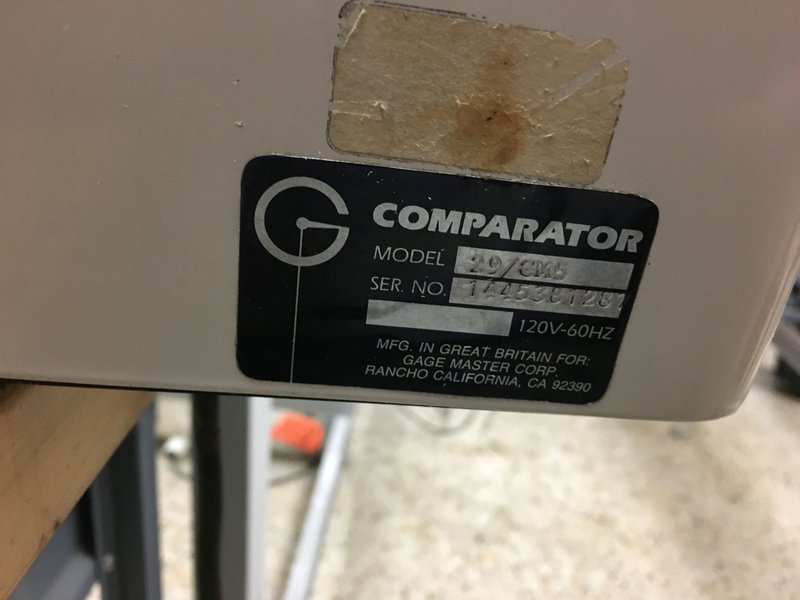 G COMPARATOR
MODEL 29/GM5
SER. NO.
120V-60HZ
MFG. IN GREAT BRITAIN FOR:
GAGE MASTER CORP.
RANCHO CALIFORNIA, CA 92390